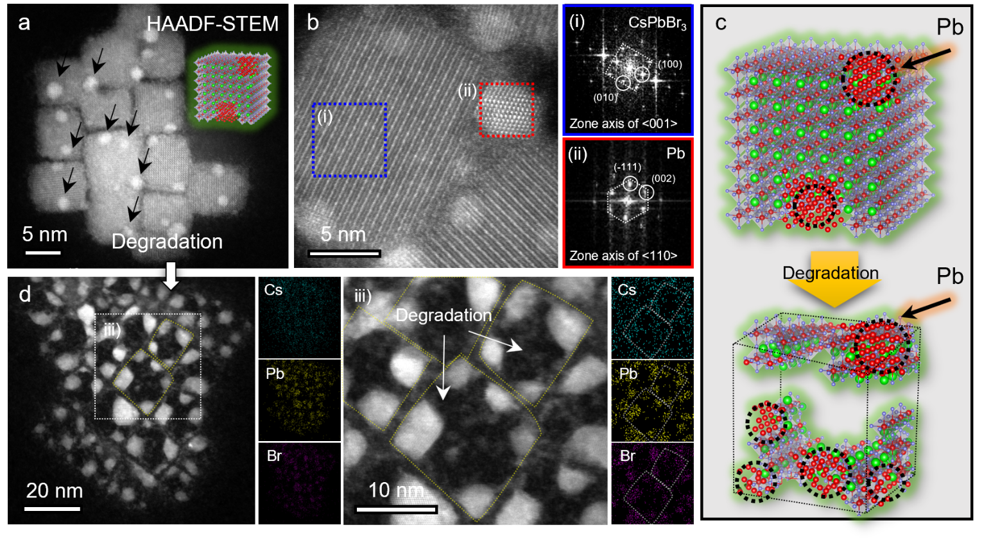 a
HAADF-STEM
5 nm
Degradation
b
(i)
(ii)
5 nm
(i)
CsPbBr3
(100)
(010)
Zone axis of <001>
(ii)
Pb
(-111)
(002)
Zone axis of <110>
c
Pb
Degradation
Pb
d
iii)
20 nm
Cs
Pb
Br
iii)
Degradation
10 nm
Cs
Pb
Br